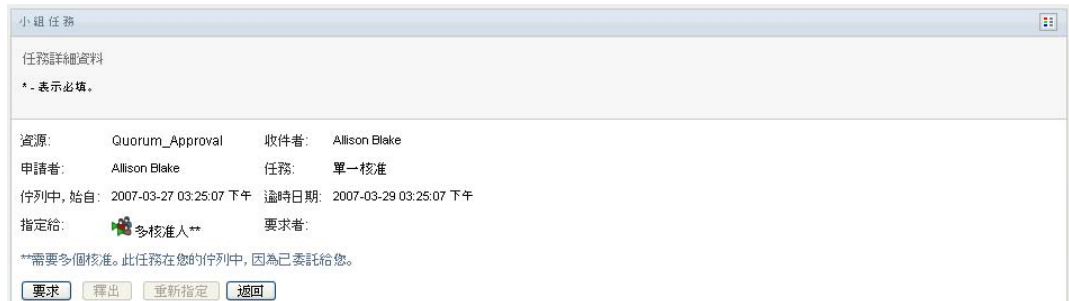 小組任務
任務詳細資料
* - 表示必填。
資源: Quorum_Approval 收件者: Allison Blake
申請者: Allison Blake 任務: 單一核准
佇列中, 始自: 2007-03-27 03:25:07 下午 逾時日期: 2007-03-29 03:25:07 下午
指定給: 多核准人** 要求者:
**需要多個核准。此任務在您的佇列中, 因為已委託給您。
要求 釋出 重新指定 返回